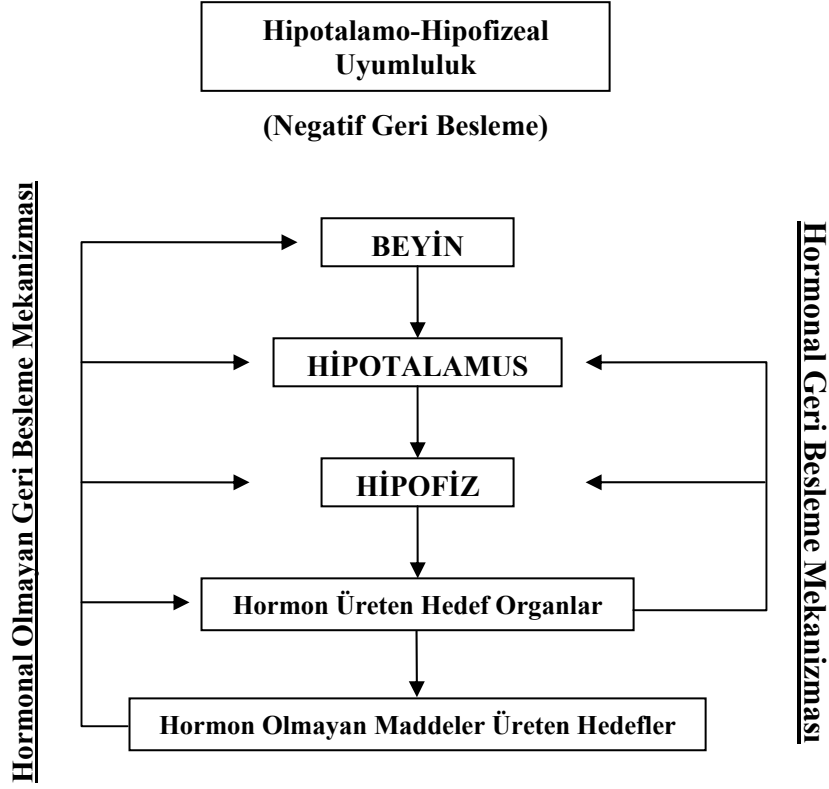 Hipotalamo-Hipofizeal
Uyumluluk
(Negatif Geri Besleme)
Hormonal Olmayan Geri Besleme Mekanizması
BEYİN
HİPOTALAMUS
HİPOFİZ
Hormon Üreten Hedef Organlar
Hormon Olmayan Maddeler Üreten Hedefler
Hormonal Geri Besleme Mekanizması